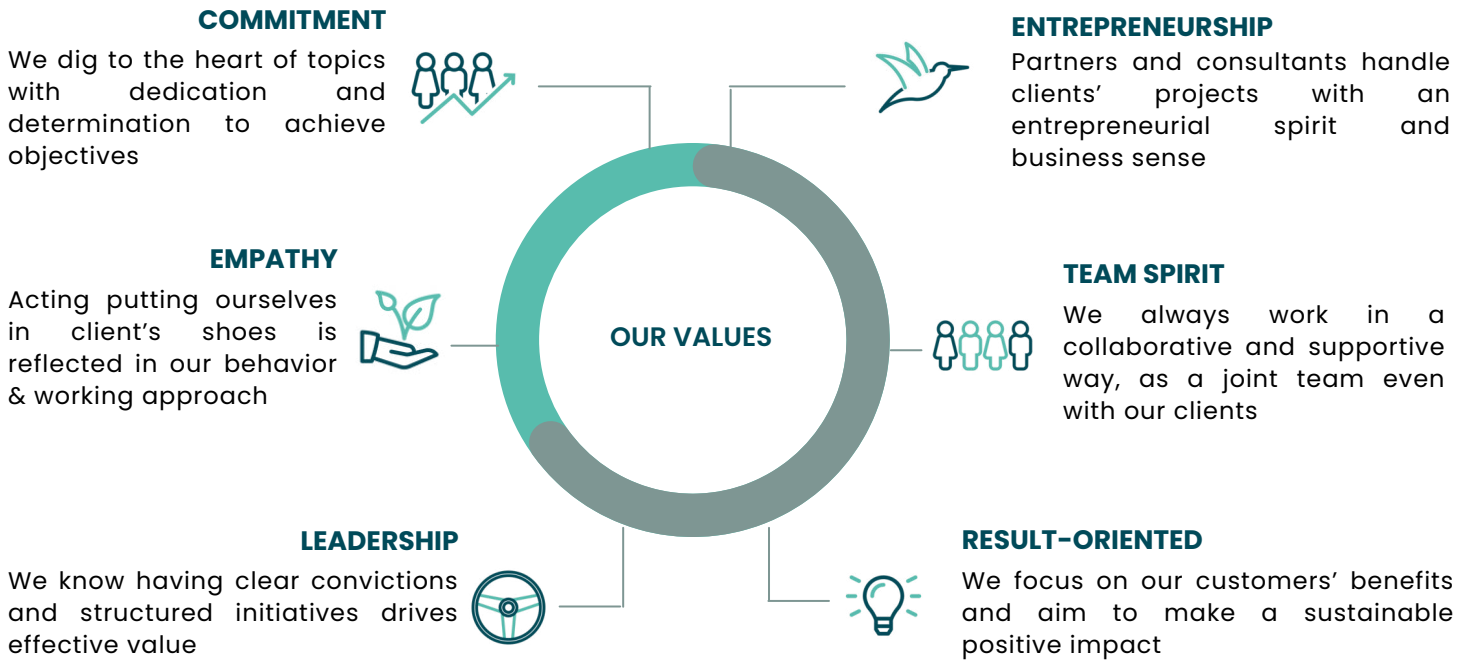 COMMITMENT
We dig to the heart of topics
with dedication and
determination to achieve
objectives
ENTREPRENEURSHIP
Partners and consultants handle
clients’ projects with an
entrepreneurial spirit and
business sense
EMPATHY
Acting putting ourselves
in client’s shoes is
reflected in our behavior
& working approach
OUR VALUES
TEAM SPIRIT
We always work in a
collaborative and supportive
way, as a joint team even
with our clients
LEADERSHIP
We know having clear convictions
and structured initiatives drives
effective value
RESULT-ORIENTED
We focus on our customers’ benefits
and aim to make a sustainable
positive impact